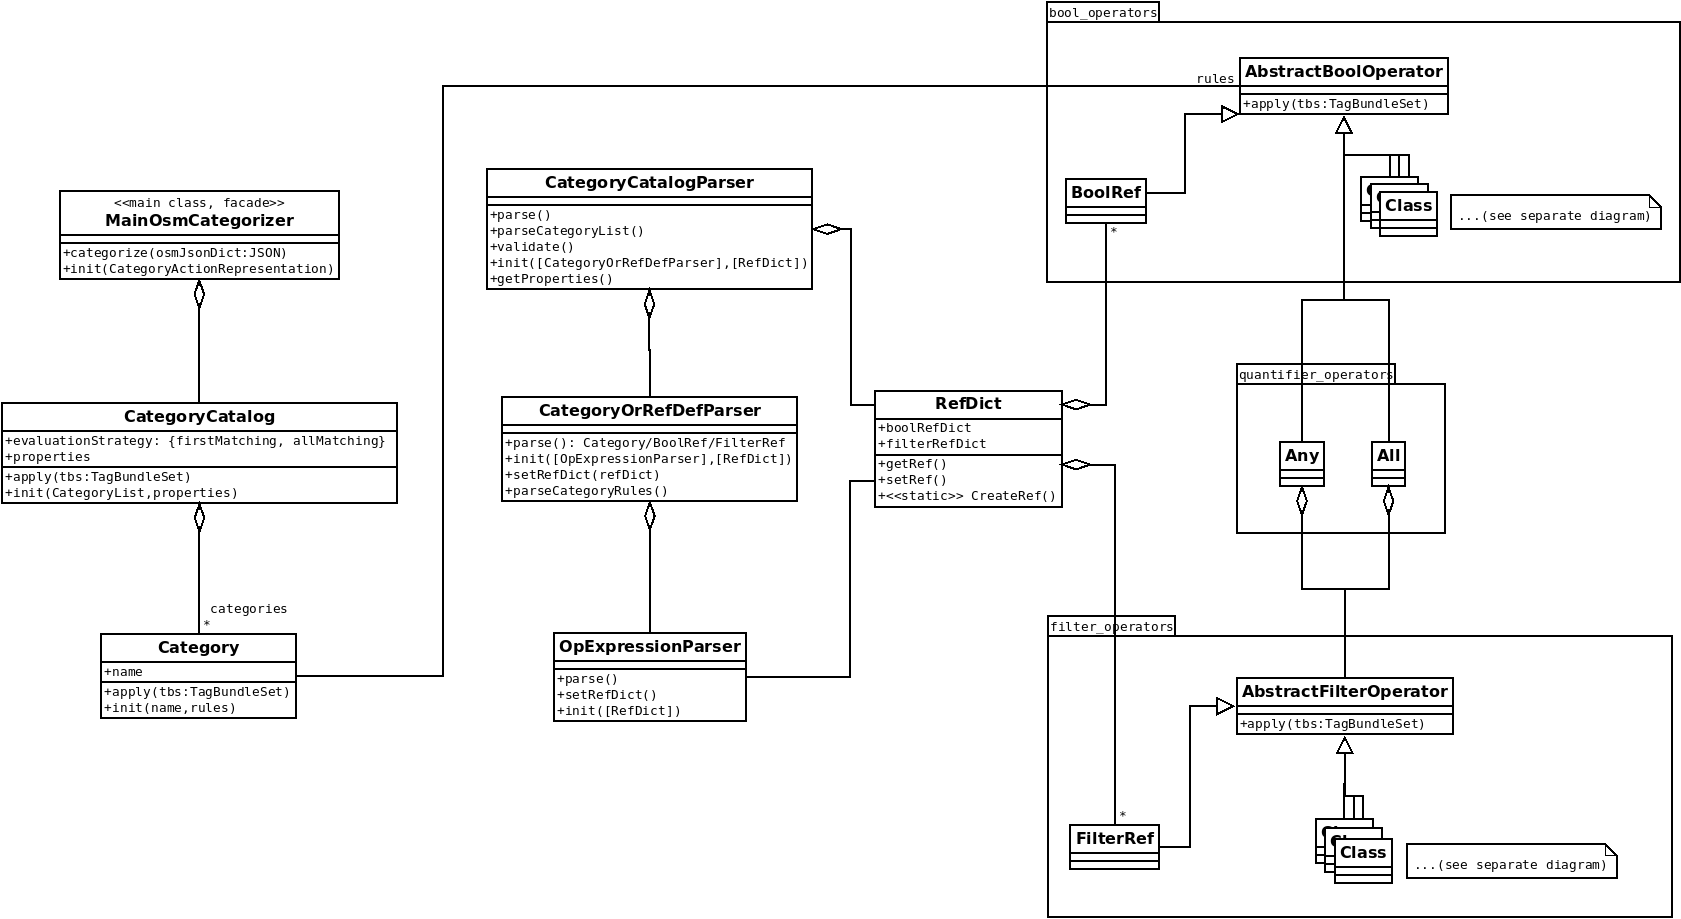 bool_operators
AbstractBoolOperator
+apply(tbs:TagBundleSet)
rules
BoolRef
*
Class
...(see separate diagram)
<<main class, facade>>
MainOsmCategorizer
+categorize(osmJsonDict:JSON)
+init(CategoryActionRepresentation)
CategoryCatalogParser
+parse()
+parseCategoryList()
+validate()
+init([CategoryOrRefDefParser],[RefDict])
+getProperties()
CategoryCatalog
+evaluationStrategy: {firstMatching, allMatching}
+properties
+apply(tbs:TagBundleSet)
+init(CategoryList,properties)
CategoryOrRefDefParser
+parse(): Category/BoolRef/FilterRef
+init([OpExpressionParser],[RefDict])
+setRefDict(refDict)
+parseCategoryRules()
RefDict
+boolRefDict
+filterRefDict
+getRef()
+setRef()
+<<static>> CreateRef()
quantifier_operators
Any
All
categories
*
Category
+name
+apply(tbs:TagBundleSet)
+init(name,rules)
OpExpressionParser
+parse()
+setRefDict()
+init([RefDict])
filter_operators
AbstractFilterOperator
+apply(tbs:TagBundleSet)
*
FilterRef
Class
...(see separate diagram)